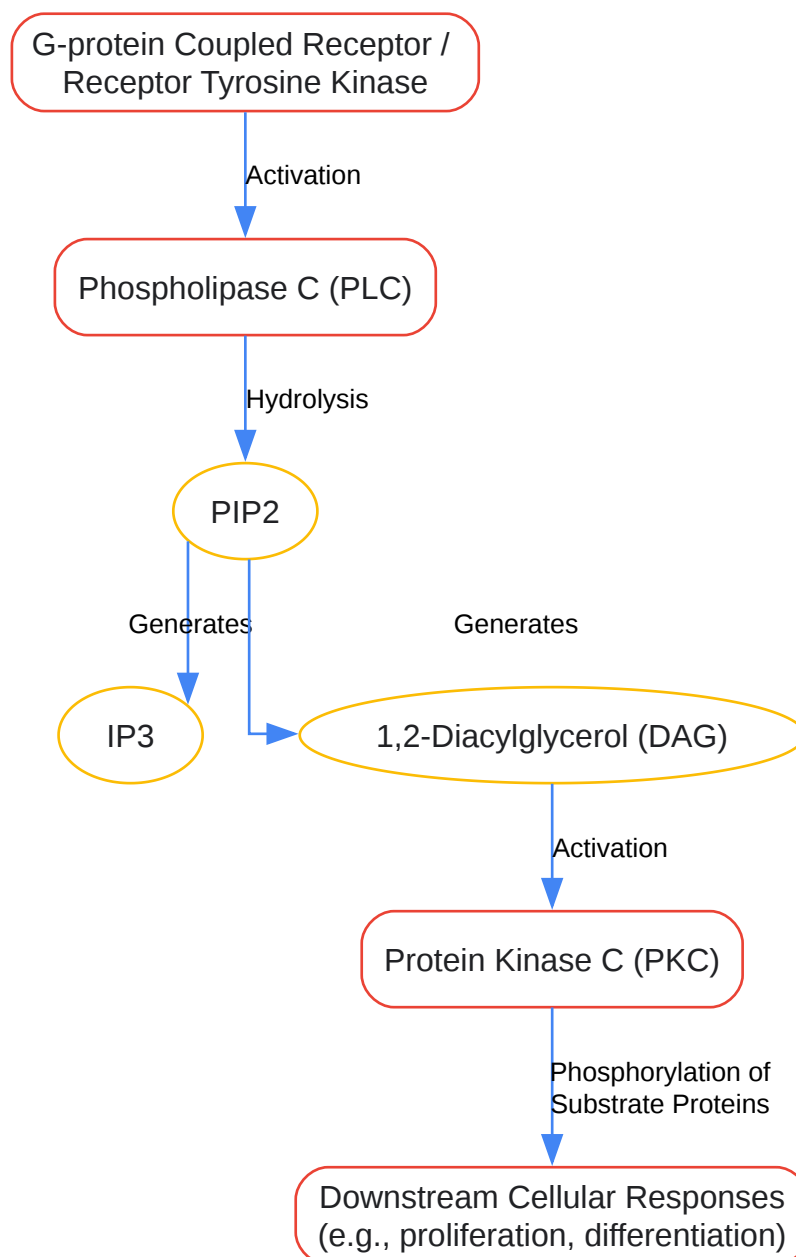 G-protein Coupled Receptor /
Receptor Tyrosine Kinase
Activation
Phospholipase C (PLC)
Hydrolysis
PIP2
Generates
Generates
IP3
1,2-Diacylglycerol (DAG)
Activation
Protein Kinase C (PKC)
Phosphorylation of
Substrate Proteins
Downstream Cellular Responses
(e.g., proliferation, differentiation)